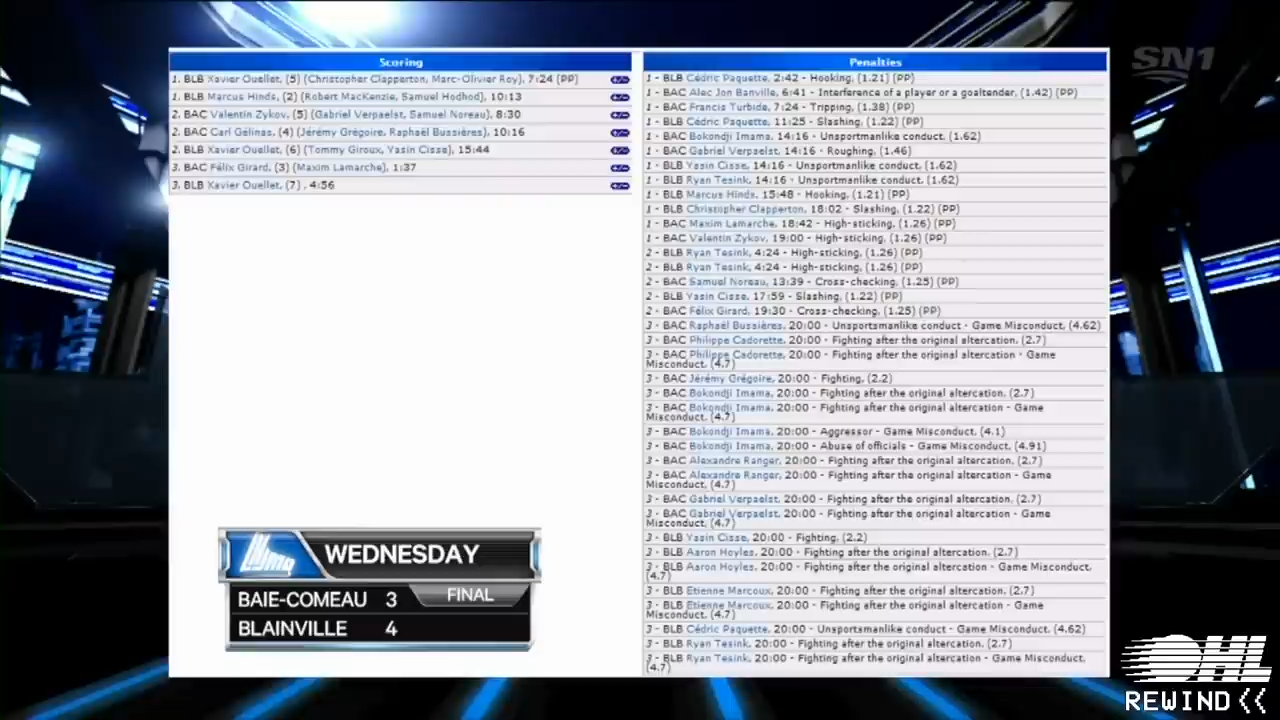 SN1
Scoring
1. BLB Xavier Ouellet, (5) (Christopher Clapperton, Marc-Olivier Roy), 7:24 (PP)
1. BLB Marcus Hinds, (2) (Robert MacKenzie, Samuel Hodhod), 10:13
2. BAC Valentin Zykov, (5) (Gabriel Verpaelst, Samuel Noreau), 8:30
2. BAC Carl Gélinas, (4) (Jérémy Grégoire, Raphaël Bussières), 10:16
2. BLB Xavier Ouellet, (6) (Tommy Giroux, Yasin Cisse), 15:44
3. BAC Félix Girard, (3) (Maxim Lamarche), 1:37
3. BLB Xavier Ouellet, (7) , 4:56
Penalties
1 - BLB Cédric Paquette, 2:42 - Hooking, (1.21) (PP)
1 - BAC Alec Jon Banville, 6:41 - Interference of a player or a goaltender, (1.42) (PP)
1 - BAC Francis Turbide, 7:24 - Tripping, (1.38) (PP)
1 - BLB Cédric Paquette, 11:25 - Slashing, (1.22) (PP)
1 - BAC Bokondji Imama, 14:16 - Unsportmanlike conduct, (1.62)
1 - BAC Gabriel Verpaelst, 14:16 - Roughing, (1.46)
1 - BLB Yasin Cisse, 14:16 - Unsportmanlike conduct, (1.62)
1 - BLB Ryan Tesink, 14:16 - Unsportmanlike conduct, (1.62)
1 - BLB Marcus Hinds, 15:48 - Hooking, (1.21) (PP)
1 - BLB Christopher Clapperton, 18:02 - Slashing, (1.22) (PP)
1 - BAC Maxim Lamarche, 18:42 - High-sticking, (1.26) (PP)
1 - BAC Valentin Zykov, 19:00 - High-sticking, (1.26) (PP)
2 - BLB Ryan Tesink, 4:24 - High-sticking, (1.26) (PP)
2 - BLB Ryan Tesink, 4:24 - High-sticking, (1.26) (PP)
2 - BAC Samuel Noreau, 13:39 - Cross-checking, (1.25) (PP)
2 - BLB Yasin Cisse, 17:59 - Slashing, (1.22) (PP)
2 - BAC Félix Girard, 19:30 - Cross-checking, (1.25) (PP)
3 - BAC Raphaël Bussières, 20:00 - Unsportsmanlike conduct - Game Misconduct, (4.62)
3 - BAC Philippe Cadorette, 20:00 - Fighting after the original altercation, (2.7)
3 - BAC Philippe Cadorette, 20:00 - Fighting after the original altercation - Game
Misconduct, (4.7)
3 - BAC Jérémy Grégoire, 20:00 - Fighting, (2.2)
3 - BAC Bokondji Imama, 20:00 - Fighting after the original altercation, (2.7)
3 - BAC Bokondji Imama, 20:00 - Fighting after the original altercation - Game
Misconduct, (4.7)
3 - BAC Bokondji Imama, 20:00 - Aggressor - Game Misconduct, (4.1)
3 - BAC Bokondji Imama, 20:00 - Abuse of officials - Game Misconduct, (4.91)
3 - BAC Alexandre Ranger, 20:00 - Fighting after the original altercation, (2.7)
3 - BAC Alexandre Ranger, 20:00 - Fighting after the original altercation - Game
Misconduct, (4.7)
3 - BAC Gabriel Verpaelst, 20:00 - Fighting after the original altercation, (2.7)
3 - BAC Gabriel Verpaelst, 20:00 - Fighting after the original altercation - Game
Misconduct, (4.7)
3 - BLB Yasin Cisse, 20:00 - Fighting, (2.2)
3 - BLB Aaron Hoyles, 20:00 - Fighting after the original altercation, (2.7)
3 - BLB Aaron Hoyles, 20:00 - Fighting after the original altercation - Game Misconduct,
(4.7)
3 - BLB Etienne Marcoux, 20:00 - Fighting after the original altercation, (2.7)
3 - BLB Etienne Marcoux, 20:00 - Fighting after the original altercation - Game
Misconduct, (4.7)
3 - BLB Cédric Paquette, 20:00 - Unsportsmanlike conduct - Game Misconduct, (4.62)
3 - BLB Ryan Tesink, 20:00 - Fighting after the original altercation, (2.7)
3 - BLB Ryan Tesink, 20:00 - Fighting after the original altercation - Game Misconduct,
(4.7)
WEDNESDAY
BAIE-COMEAU 3 FINAL
BLAINVILLE 4
OHL
REWIND <<